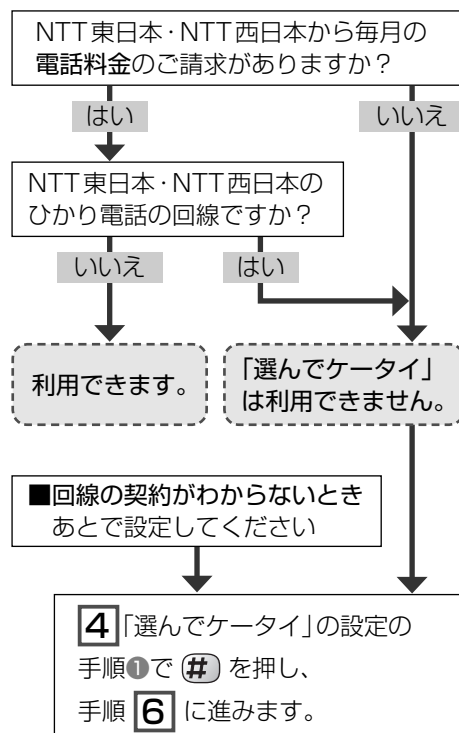 NTT東日本・NTT西日本から毎月の
電話料金のご請求がありますか？
はい
いいえ
NTT東日本・NTT西日本の
ひかり電話の回線ですか？
いいえ
はい
利用できます。
「選んでケータイ」
は利用できません。
■回線の契約がわからないとき
あとで設定してください
4「選んでケータイ」の設定の
手順❶で # を押し、
手順 6 に進みます。